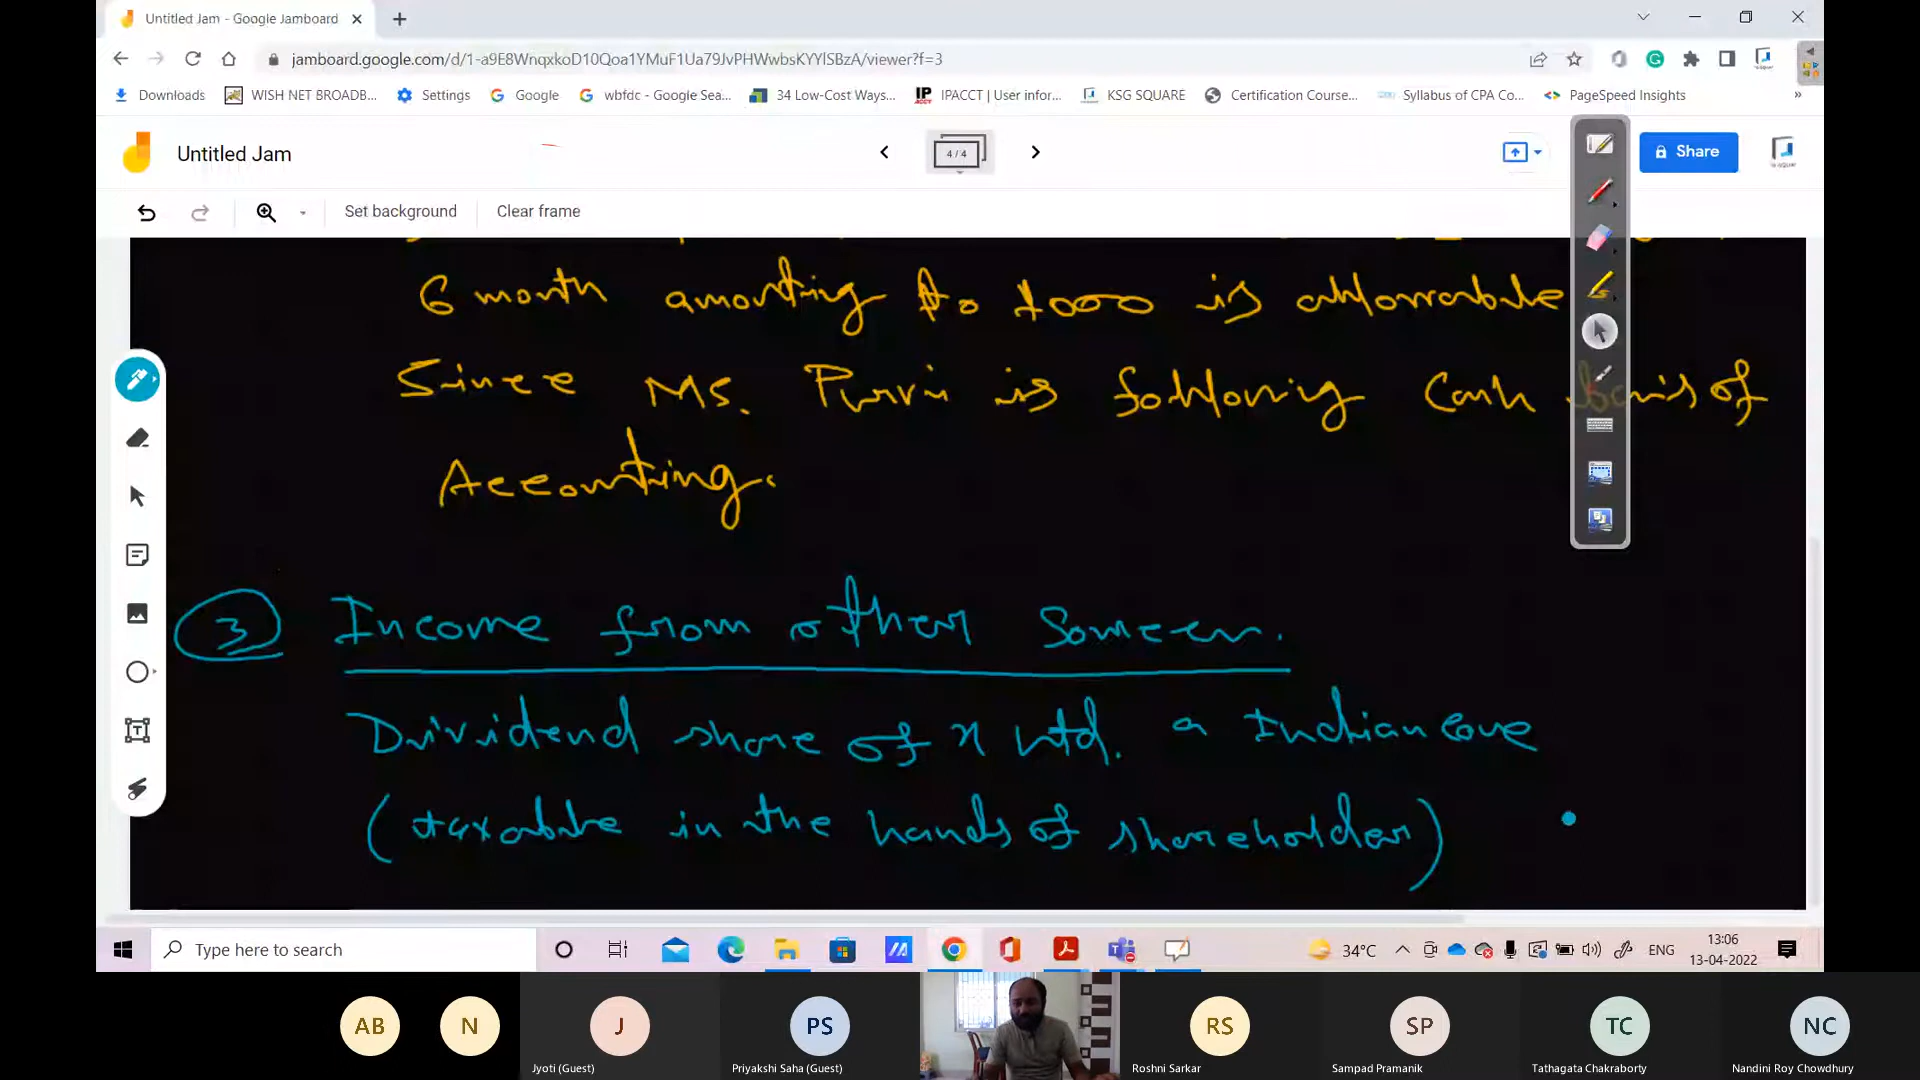 Untitled Jam - Google Jamboard
jamboard.google.com/d/1-a9E8WnqxkoD10Qoa1YMuF1Ua79JvPHWwbsKYYlSBzA/viewer?f=3
Downloads WISH NET BROADB... Settings Google wbfdc - Google Sea... 34 Low-Cost Ways... IPACCT | User infor... KSG SQUARE Certification Course... Syllabus of CPA Co... PageSpeed Insights »
Untitled Jam 4 / 4 Share
Set background Clear frame
6 month amonting to 1000 is allowable
Since Ms. Purvi is following Cash basis of
Accounting.
3 Income from other Sources.
Dividend share of X Ltd. a Indian
(taxable in the hands of shareholder)
Type here to search 34°C ENG 13:06
13-04-2022
AB N J PS RS SP TC NC
Jyoti (Guest) Priyakshi Saha (Guest) Roshni Sarkar Sampad Pramanik Tathagata Chakraborty Nandini Roy Chowdhury